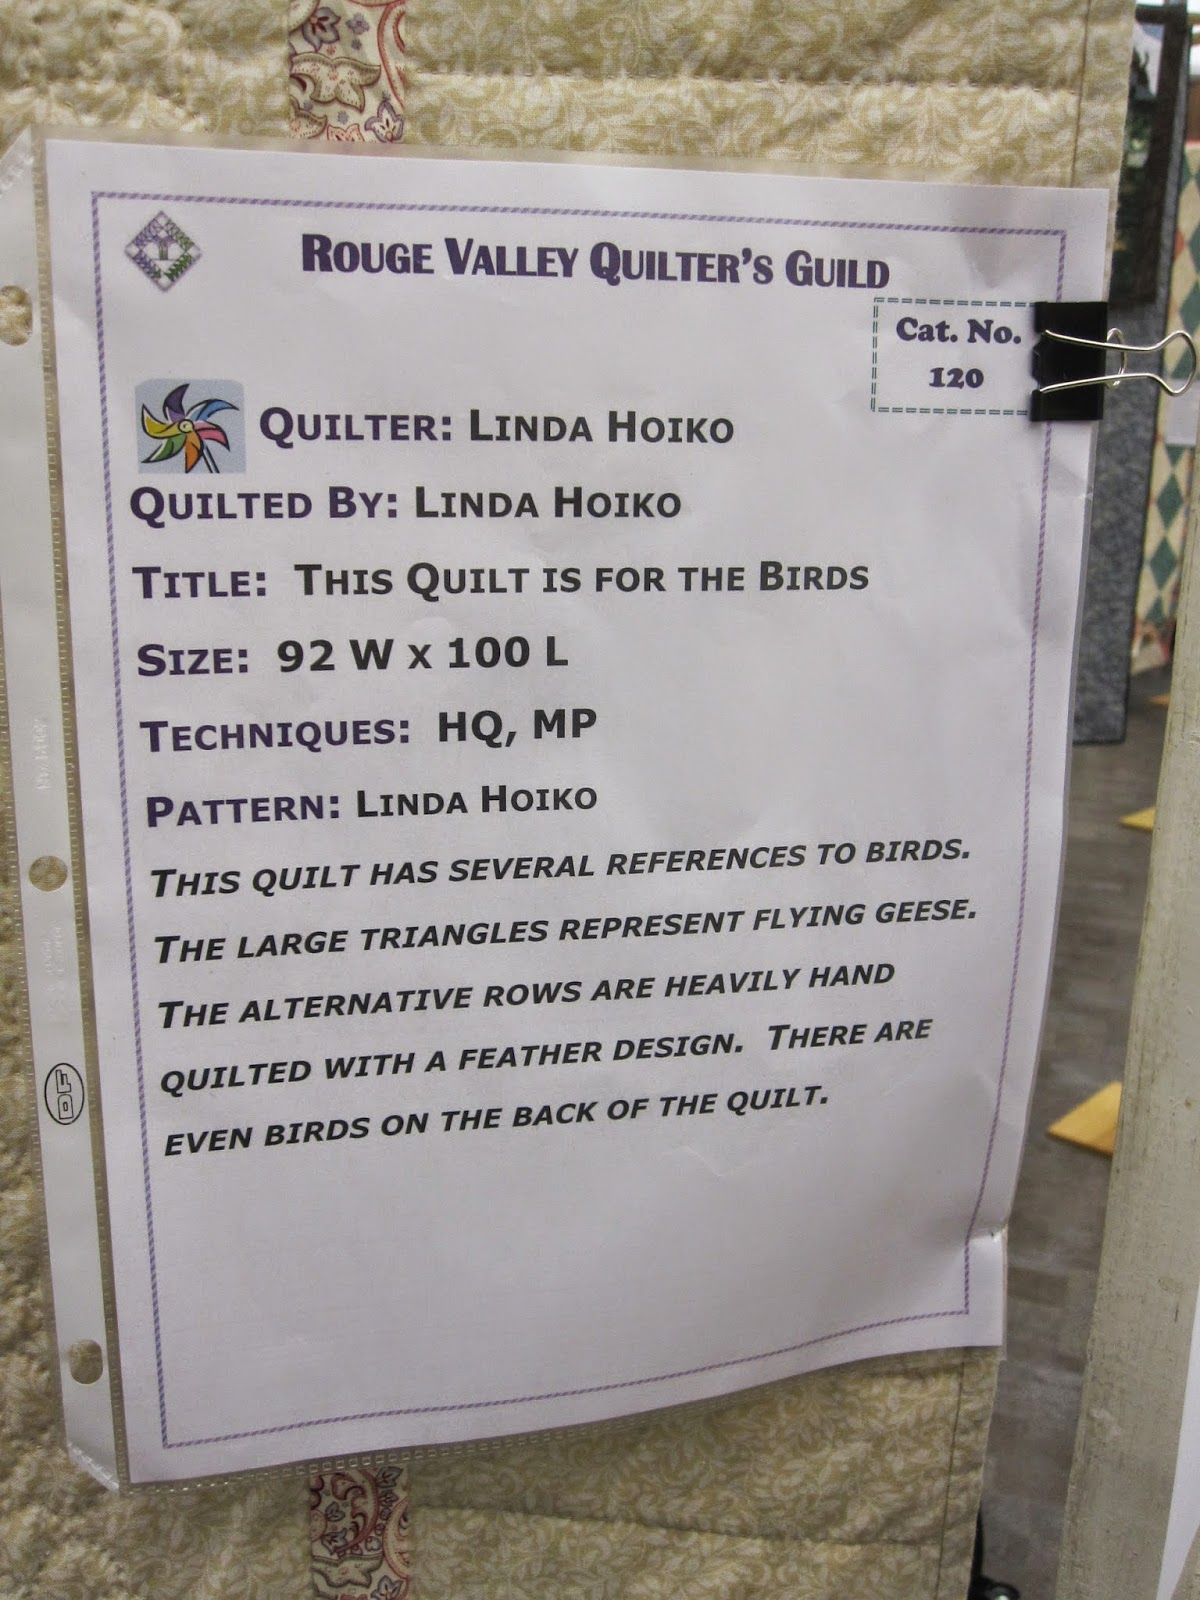 Rouge Valley Quilter's Guild
Cat. No.
120
Quilter: Linda Hoiko
Quilted By: Linda Hoiko
Title: This Quilt is for the Birds
Size: 92 W x 100 L
Techniques: HQ, MP
Pattern: Linda Hoiko
This quilt has several references to birds.
The large triangles represent flying geese.
The alternative rows are heavily hand
quilted with a feather design. There are
even birds on the back of the quilt.